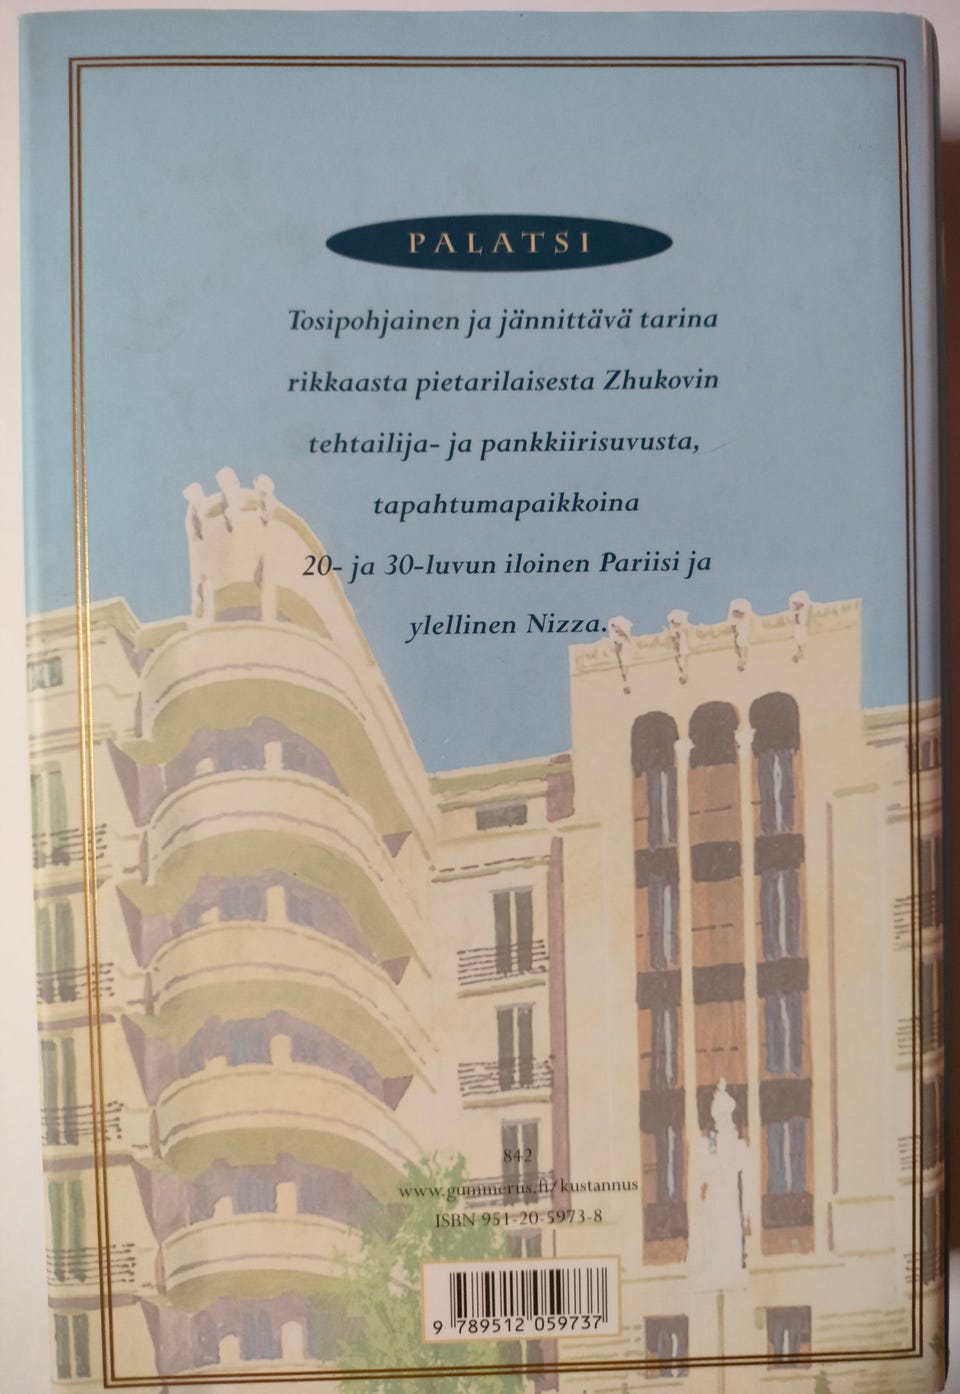 PALATSI
Tosipohjainen ja jännittävä tarina
rikkaasta pietarilaisesta Zhukovin
tehtailija- ja pankkiirisuvusta,
tapahtumapaikkoina
20- ja 30-luvun iloinen Pariisi ja
ylellinen Nizza.
842
www.gummerus.fi/kustannus
ISBN 951-20-5973-8
9 789512 059737